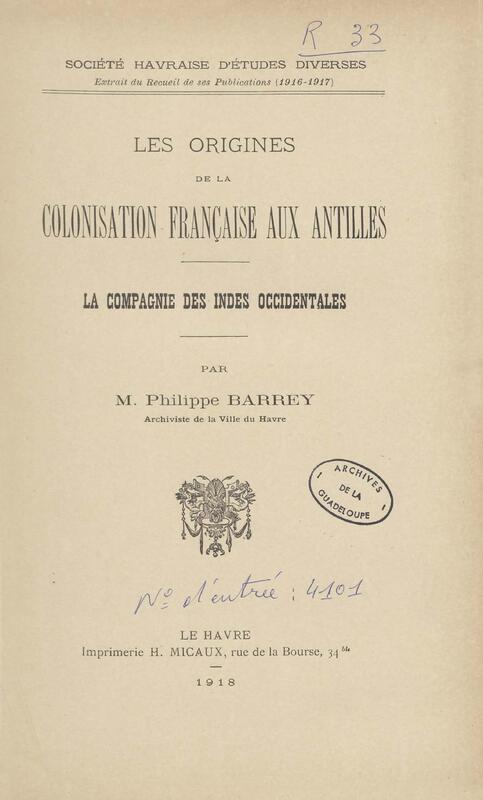 R 33
SOCIÉTÉ HAVRAISE D'ÉTUDES DIVERSES
Extrait du Recueil de ses Publications (1916-1917)
LES ORIGINES
DE LA
COLONISATION FRANÇAISE AUX ANTILLES
LA COMPAGNIE DES INDES OCCIDENTALES
PAR
M. Philippe BARREY
Archiviste de la Ville du Havre
ARCHIVES
DE LA
GUADELOUPE
Nº d'entrée : 4101
LE HAVRE
Imprimerie H. MICAUX, rue de la Bourse, 34 bis
1918